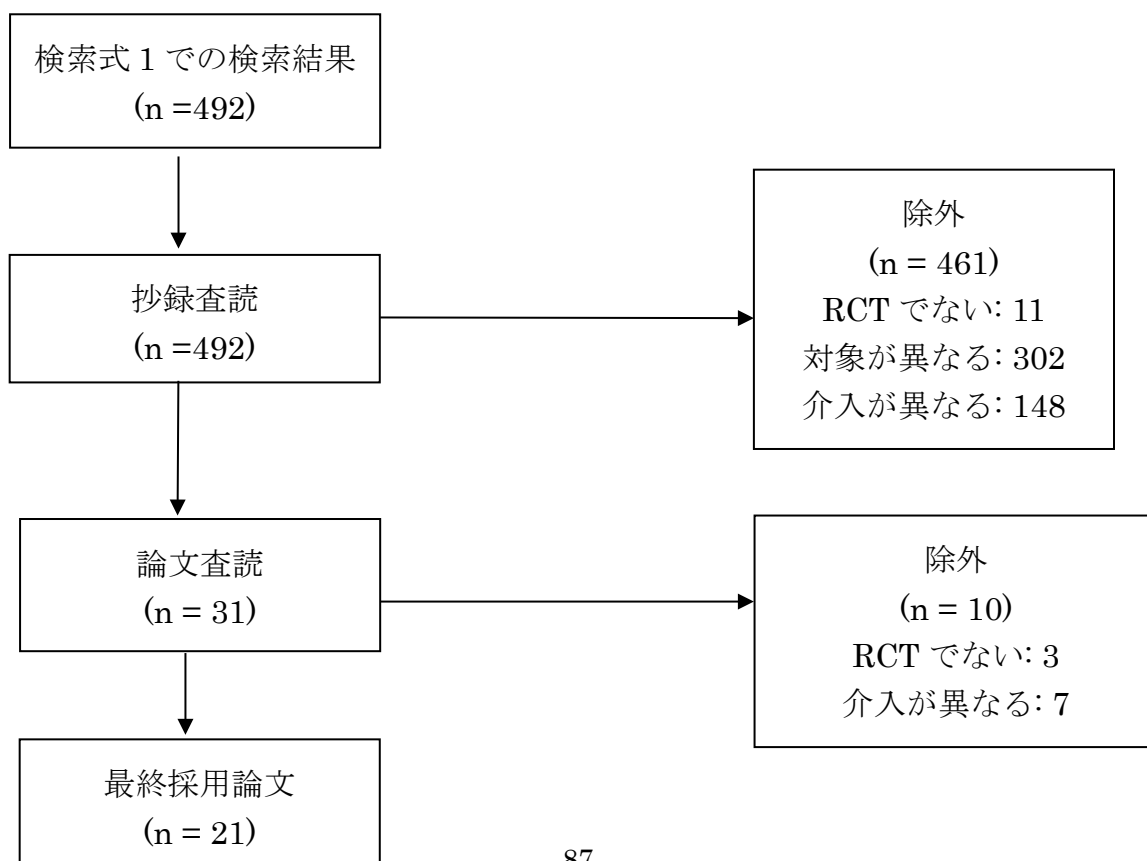 検索式 1 での検索結果
(n =492)
抄録査読
(n =492)
除外
(n = 461)
RCT でない: 11
対象が異なる: 302
介入が異なる: 148
論文査読
(n = 31)
除外
(n = 10)
RCT でない: 3
介入が異なる: 7
最終採用論文
(n = 21)
87